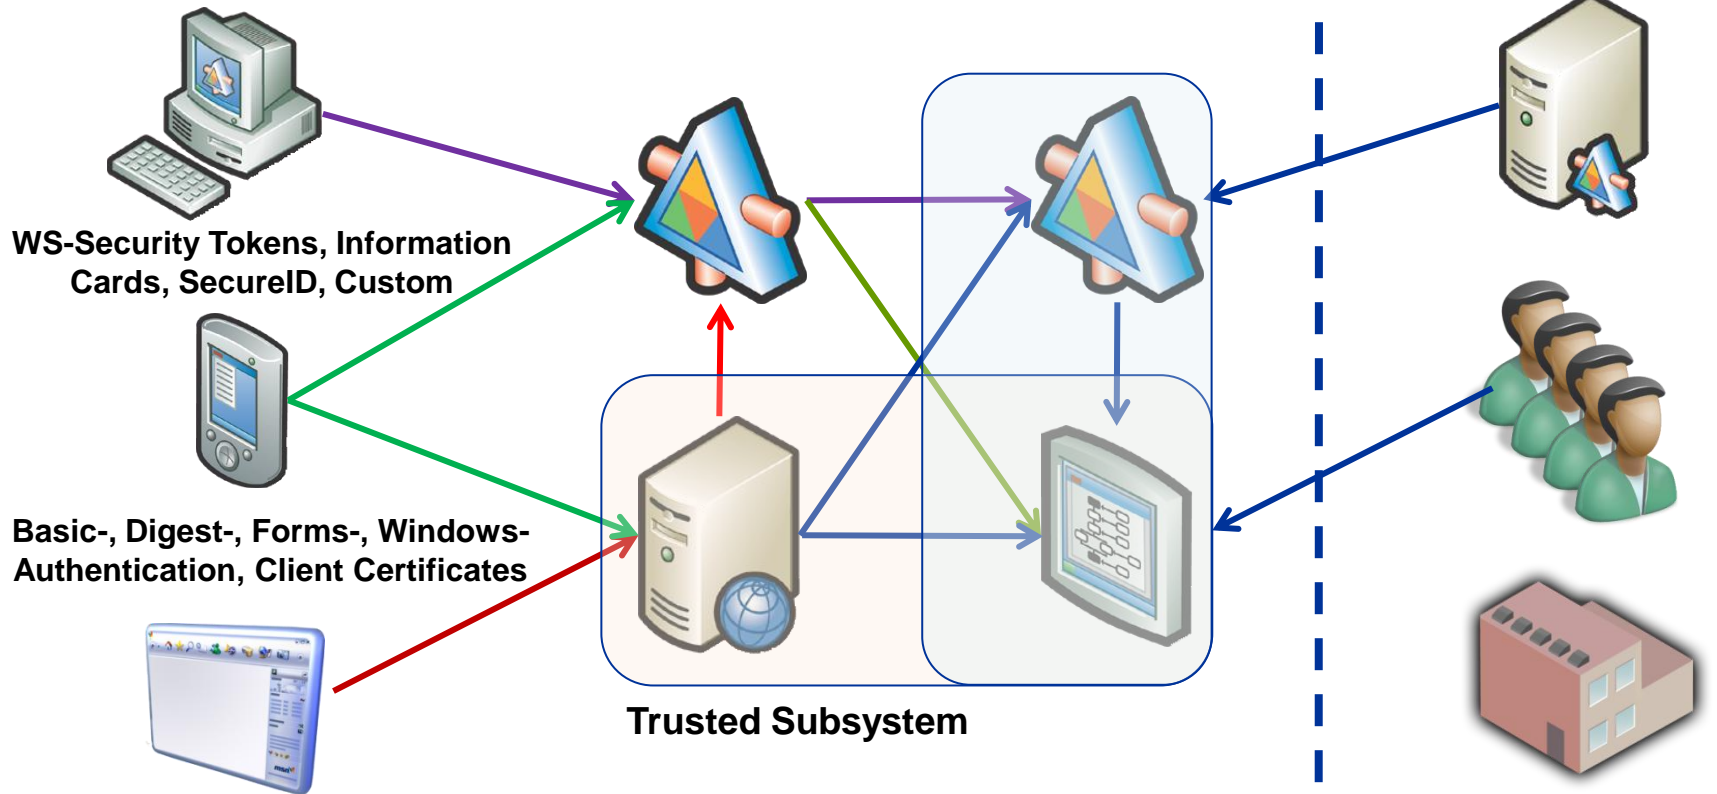 WS-Security Tokens, Information
Cards, SecureID, Custom
Basic-, Digest-, Forms-, Windows-
Authentication, Client Certificates
Trusted Subsystem